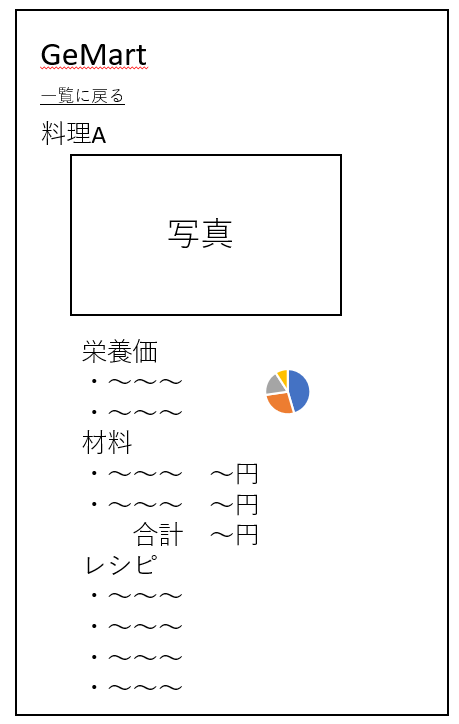 GeMart
一覧に戻る
料理A
写真
栄養価
・～～～
・～～～
材料
・～～～　～円
・～～～　～円
合計　～円
レシピ
・～～～
・～～～
・～～～
・～～～